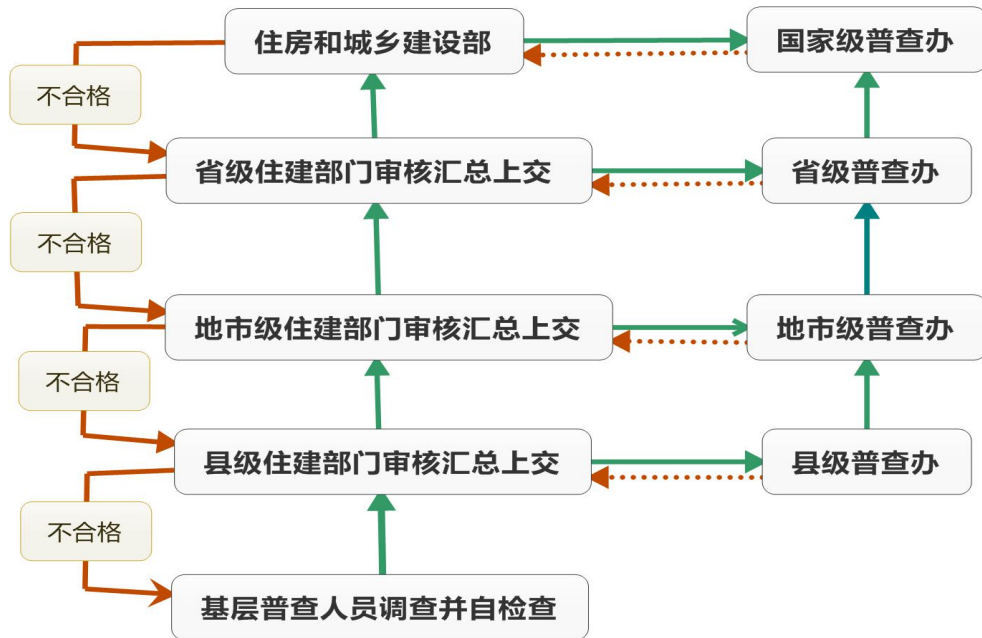 住房和城乡建设部
国家级普查办
不合格
省级住建部门审核汇总上交
省级普查办
不合格
地市级住建部门审核汇总上交
地市级普查办
不合格
县级住建部门审核汇总上交
县级普查办
不合格
基层普查人员调查并自检查